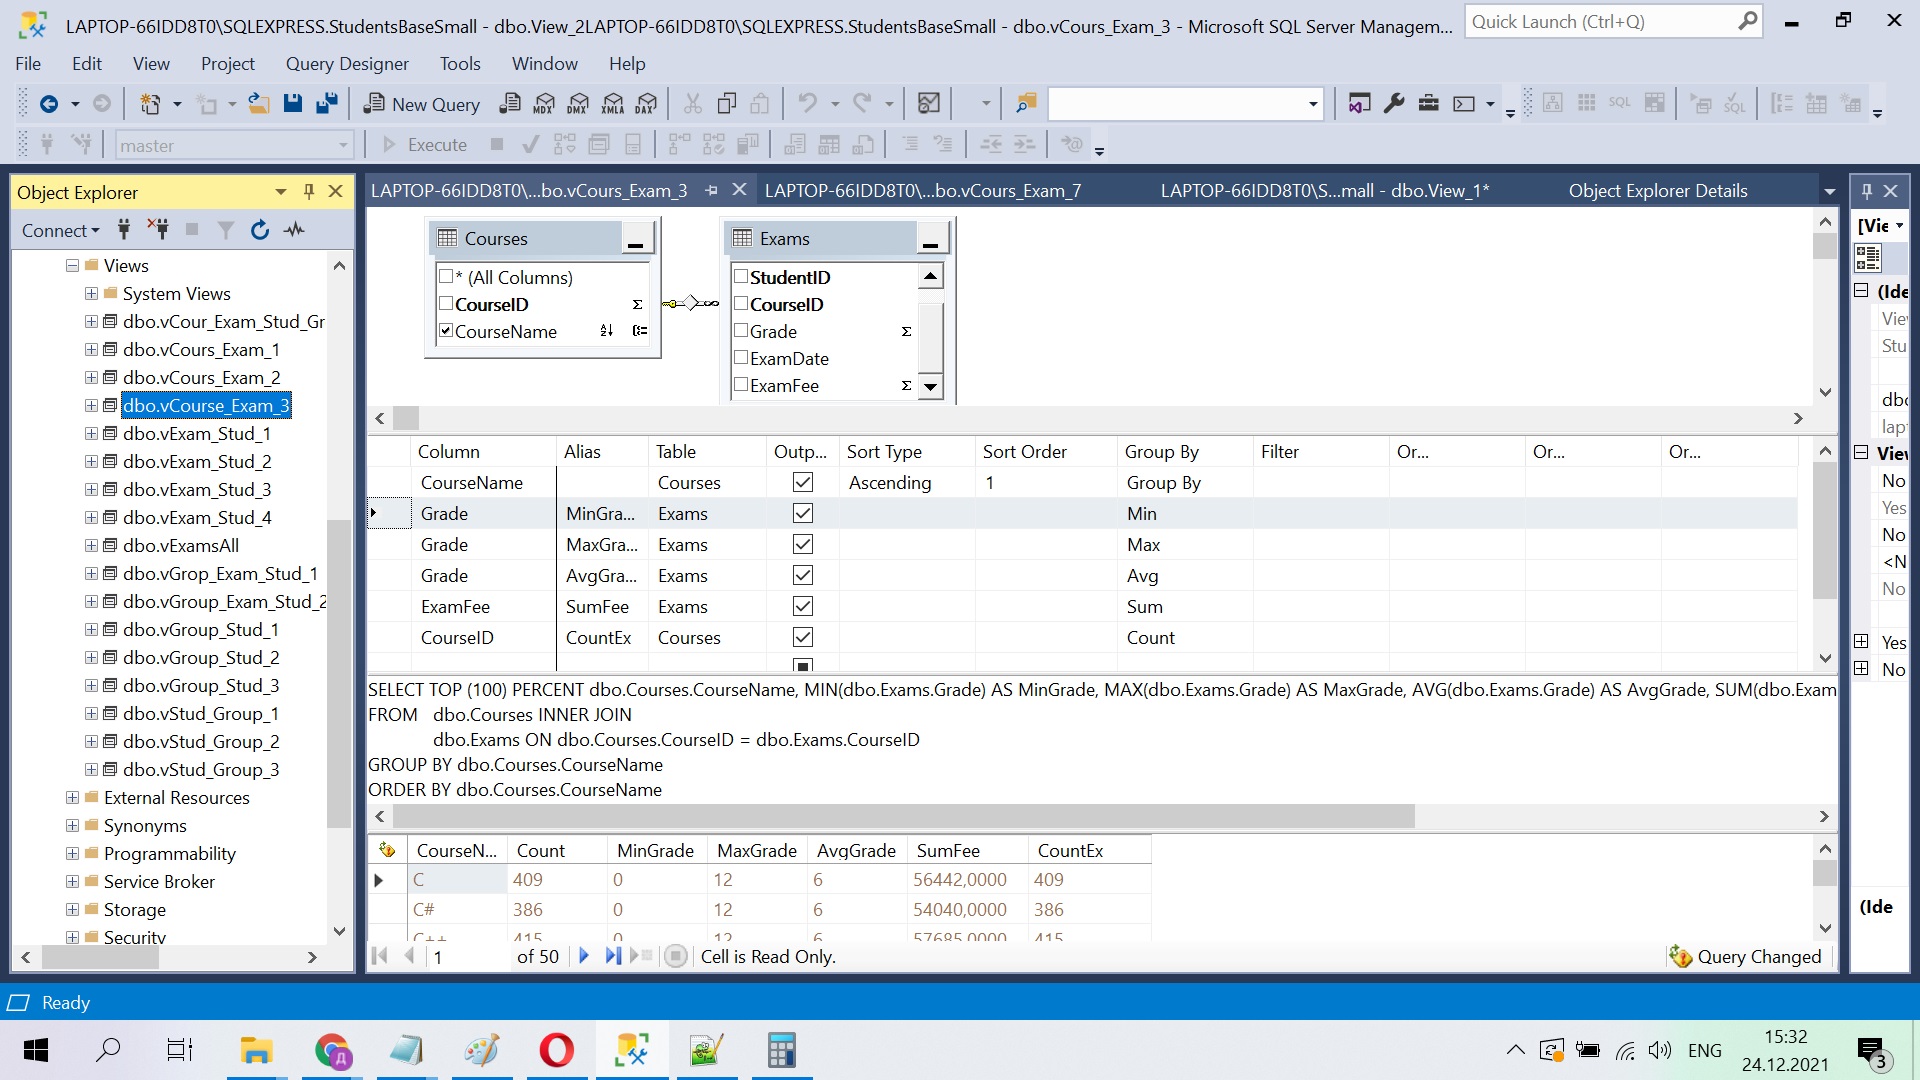 LAPTOP-66IDD8T0\SQLEXPRESS.StudentsBaseSmall - dbo.View_2LAPTOP-66IDD8T0\SQLEXPRESS.StudentsBaseSmall - dbo.vCours_Exam_3 - Microsoft SQL Server Managem...
Quick Launch (Ctrl+Q)
File Edit View Project Query Designer Tools Window Help
New Query MDX DMX XMLA DAX SQL SQL
master Execute
Object Explorer
LAPTOP-66IDD8T0\...bo.vCours_Exam_3 LAPTOP-66IDD8T0\...bo.vCours_Exam_7 LAPTOP-66IDD8T0\S...mall - dbo.View_1* Object Explorer Details
Connect
Views
System Views
dbo.vCour_Exam_Stud_Gr
dbo.vCours_Exam_1
dbo.vCours_Exam_2
dbo.vCourse_Exam_3
dbo.vExam_Stud_1
dbo.vExam_Stud_2
dbo.vExam_Stud_3
dbo.vExam_Stud_4
dbo.vExamsAll
dbo.vGrop_Exam_Stud_1
dbo.vGroup_Exam_Stud_2
dbo.vGroup_Stud_1
dbo.vGroup_Stud_2
dbo.vGroup_Stud_3
dbo.vStud_Group_1
dbo.vStud_Group_2
dbo.vStud_Group_3
External Resources
Synonyms
Programmability
Service Broker
Storage
Security
Courses
* (All Columns)
CourseID Σ
CourseName
Exams
StudentID
CourseID
Grade Σ
ExamDate
ExamFee Σ
Column Alias Table Outp... Sort Type Sort Order Group By Filter Or... Or... Or...
CourseName Courses Ascending 1 Group By
Grade MinGra... Exams Min
Grade MaxGra... Exams Max
Grade AvgGra... Exams Avg
ExamFee SumFee Exams Sum
CourseID CountEx Courses Count
SELECT TOP (100) PERCENT dbo.Courses.CourseName, MIN(dbo.Exams.Grade) AS MinGrade, MAX(dbo.Exams.Grade) AS MaxGrade, AVG(dbo.Exams.Grade) AS AvgGrade, SUM(dbo.Exam
FROM dbo.Courses INNER JOIN
dbo.Exams ON dbo.Courses.CourseID = dbo.Exams.CourseID
GROUP BY dbo.Courses.CourseName
ORDER BY dbo.Courses.CourseName
CourseN... Count MinGrade MaxGrade AvgGrade SumFee CountEx
C 409 0 12 6 56442,0000 409
C# 386 0 12 6 54040,0000 386
C++ 415 0 12 6 57685,0000 415
1 of 50 Cell is Read Only. Query Changed
[Vie
(Ide
Vie
Stu
dbo
lap
Viev
No
Yes
No
<N
No
Yes
No
(Ide
Ready
ENG
15:32
24.12.2021
3